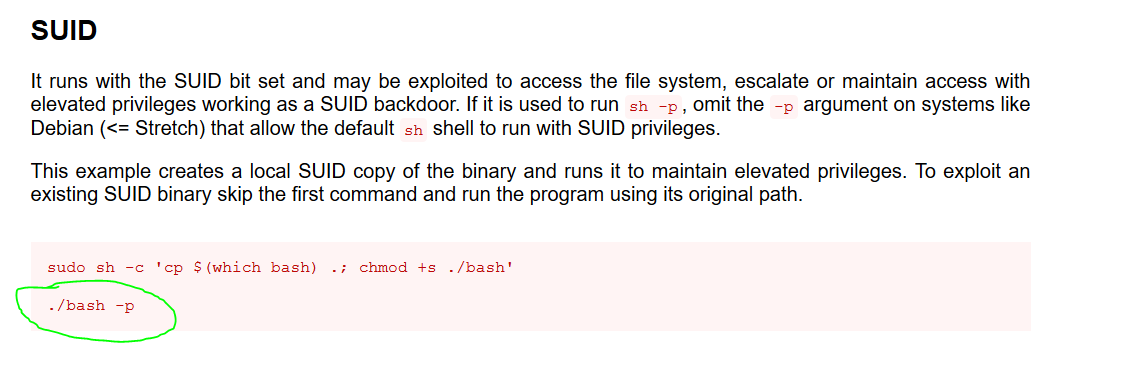 SUID
It runs with the SUID bit set and may be exploited to access the file system, escalate or maintain access with
elevated privileges working as a SUID backdoor. If it is used to run sh -p, omit the -p argument on systems like
Debian (<= Stretch) that allow the default sh shell to run with SUID privileges.
This example creates a local SUID copy of the binary and runs it to maintain elevated privileges. To exploit an
existing SUID binary skip the first command and run the program using its original path.
sudo sh -c 'cp $(which bash) .; chmod +s ./bash'
./bash -p